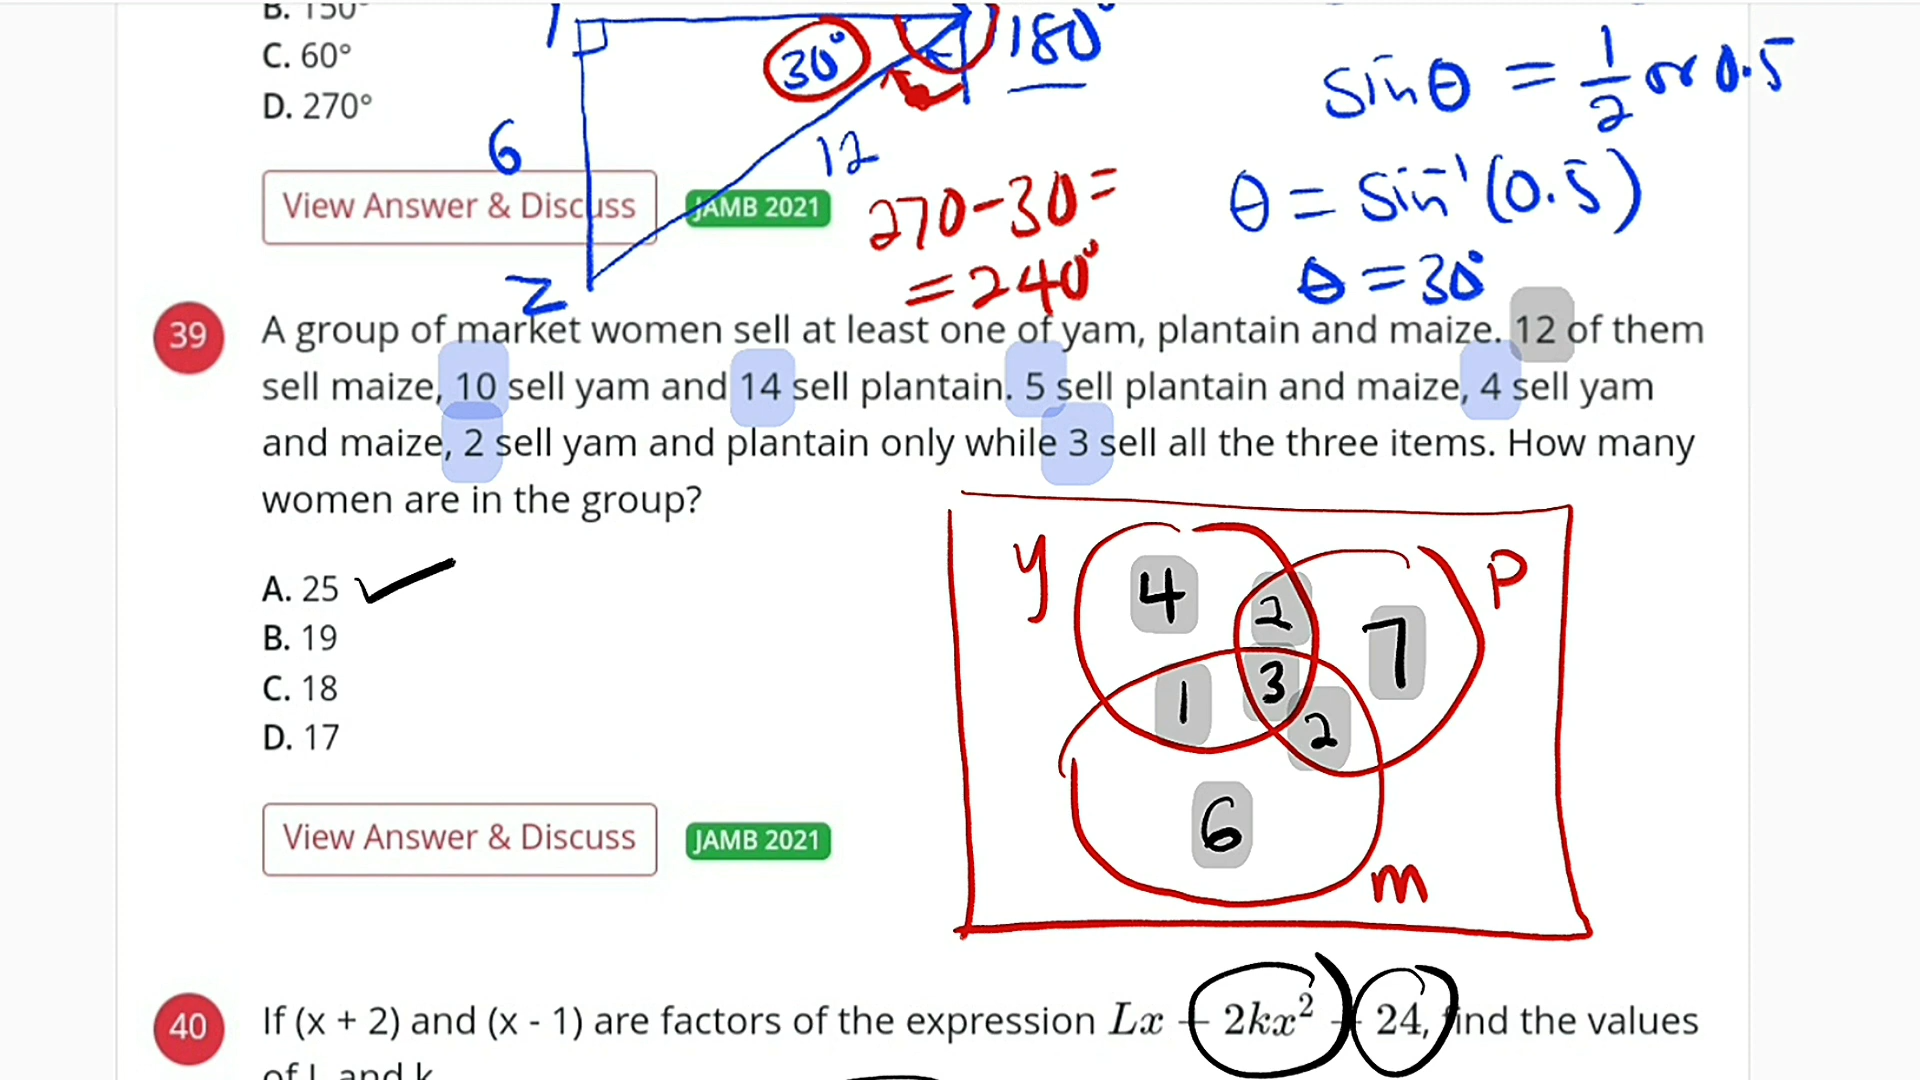 B. 150°
C. 60°
D. 270°
View Answer & Discuss
JAMB 2021
6
12
Z
30°
180°
270-30=
=240°
sinθ = 1/2 or 0.5
θ = sin⁻¹(0.5)
θ = 30°
39
A group of market women sell at least one of yam, plantain and maize. 12 of them
sell maize, 10 sell yam and 14 sell plantain. 5 sell plantain and maize, 4 sell yam
and maize, 2 sell yam and plantain only while 3 sell all the three items. How many
women are in the group?
A. 25
B. 19
C. 18
D. 17
View Answer & Discuss
JAMB 2021
y
P
4
2
7
1
3
2
6
m
40
If (x + 2) and (x - 1) are factors of the expression Lx + 2kx² + 24, find the values
of L and k